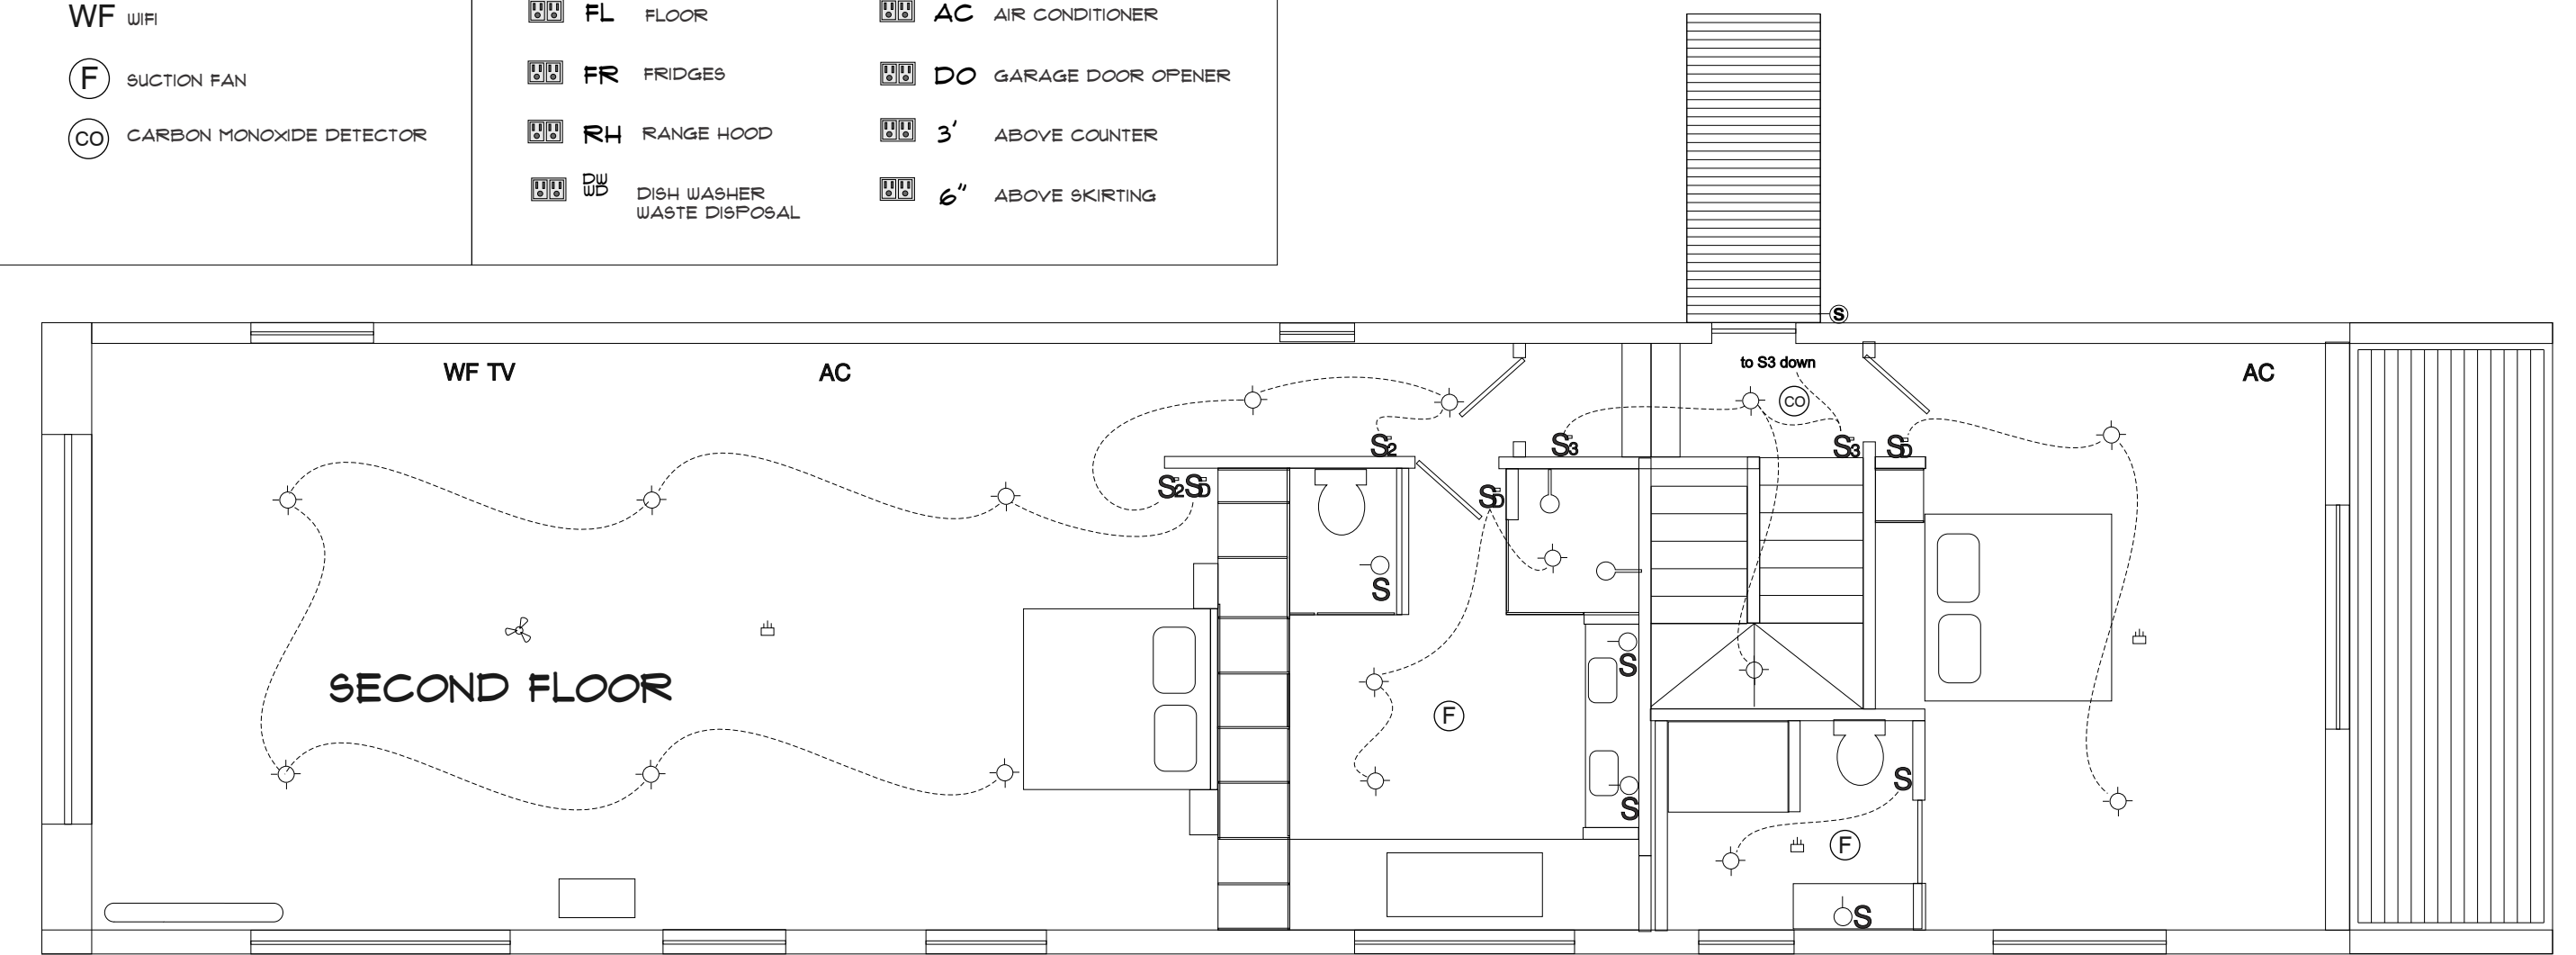 WF WIFI
F SUCTION FAN
CO CARBON MONOXIDE DETECTOR
FL FLOOR
FR FRIDGES
RH RANGE HOOD
DW
WD
DISH WASHER
WASTE DISPOSAL
AC AIR CONDITIONER
DO GARAGE DOOR OPENER
3' ABOVE COUNTER
6" ABOVE SKIRTING
S
WF TV
AC
to S3 down
AC
CO
S2
S3
S3
SD
S2 SD
SD
S
S
SECOND FLOOR
F
S
S
F
S